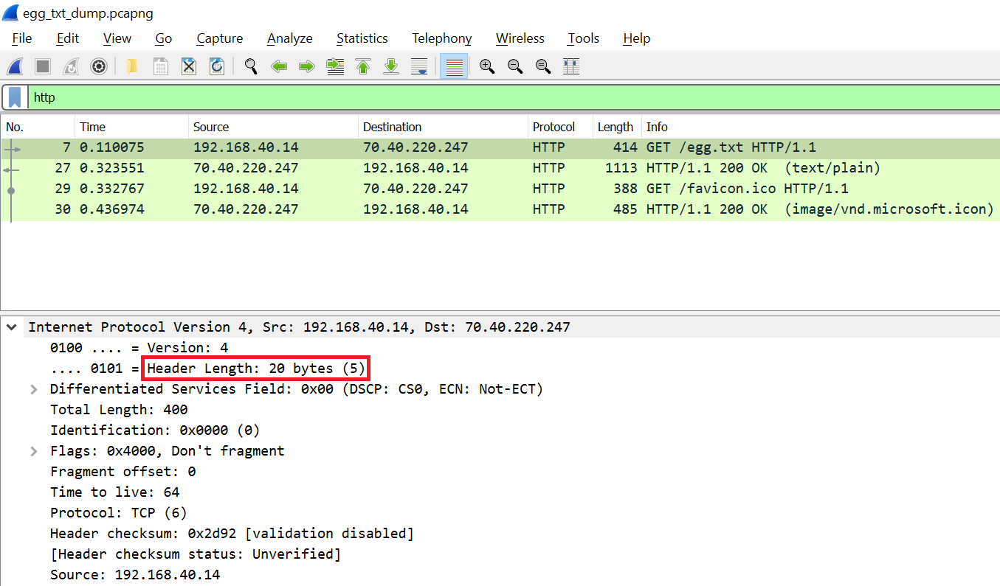 egg_txt_dump.pcapng
File Edit View Go Capture Analyze Statistics Telephony Wireless Tools Help
http
No. Time Source Destination Protocol Length Info
7 0.110075 192.168.40.14 70.40.220.247 HTTP 414 GET /egg.txt HTTP/1.1
27 0.323551 70.40.220.247 192.168.40.14 HTTP 1113 HTTP/1.1 200 OK (text/plain)
29 0.332767 192.168.40.14 70.40.220.247 HTTP 388 GET /favicon.ico HTTP/1.1
30 0.436974 70.40.220.247 192.168.40.14 HTTP 485 HTTP/1.1 200 OK (image/vnd.microsoft.icon)
Internet Protocol Version 4, Src: 192.168.40.14, Dst: 70.40.220.247
0100 .... = Version: 4
.... 0101 = Header Length: 20 bytes (5)
Differentiated Services Field: 0x00 (DSCP: CS0, ECN: Not-ECT)
Total Length: 400
Identification: 0x0000 (0)
Flags: 0x4000, Don't fragment
Fragment offset: 0
Time to live: 64
Protocol: TCP (6)
Header checksum: 0x2d92 [validation disabled]
[Header checksum status: Unverified]
Source: 192.168.40.14